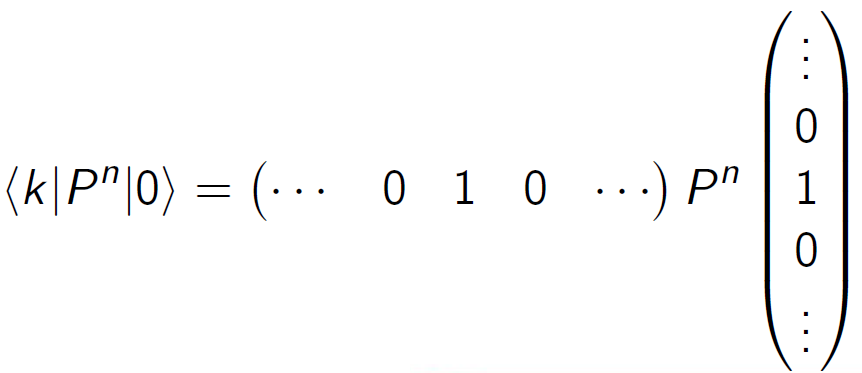 ⟨k|Pⁿ|0⟩ = (⋯ 0 1 0 ⋯) Pⁿ (⋮ 0 1 0 ⋮)